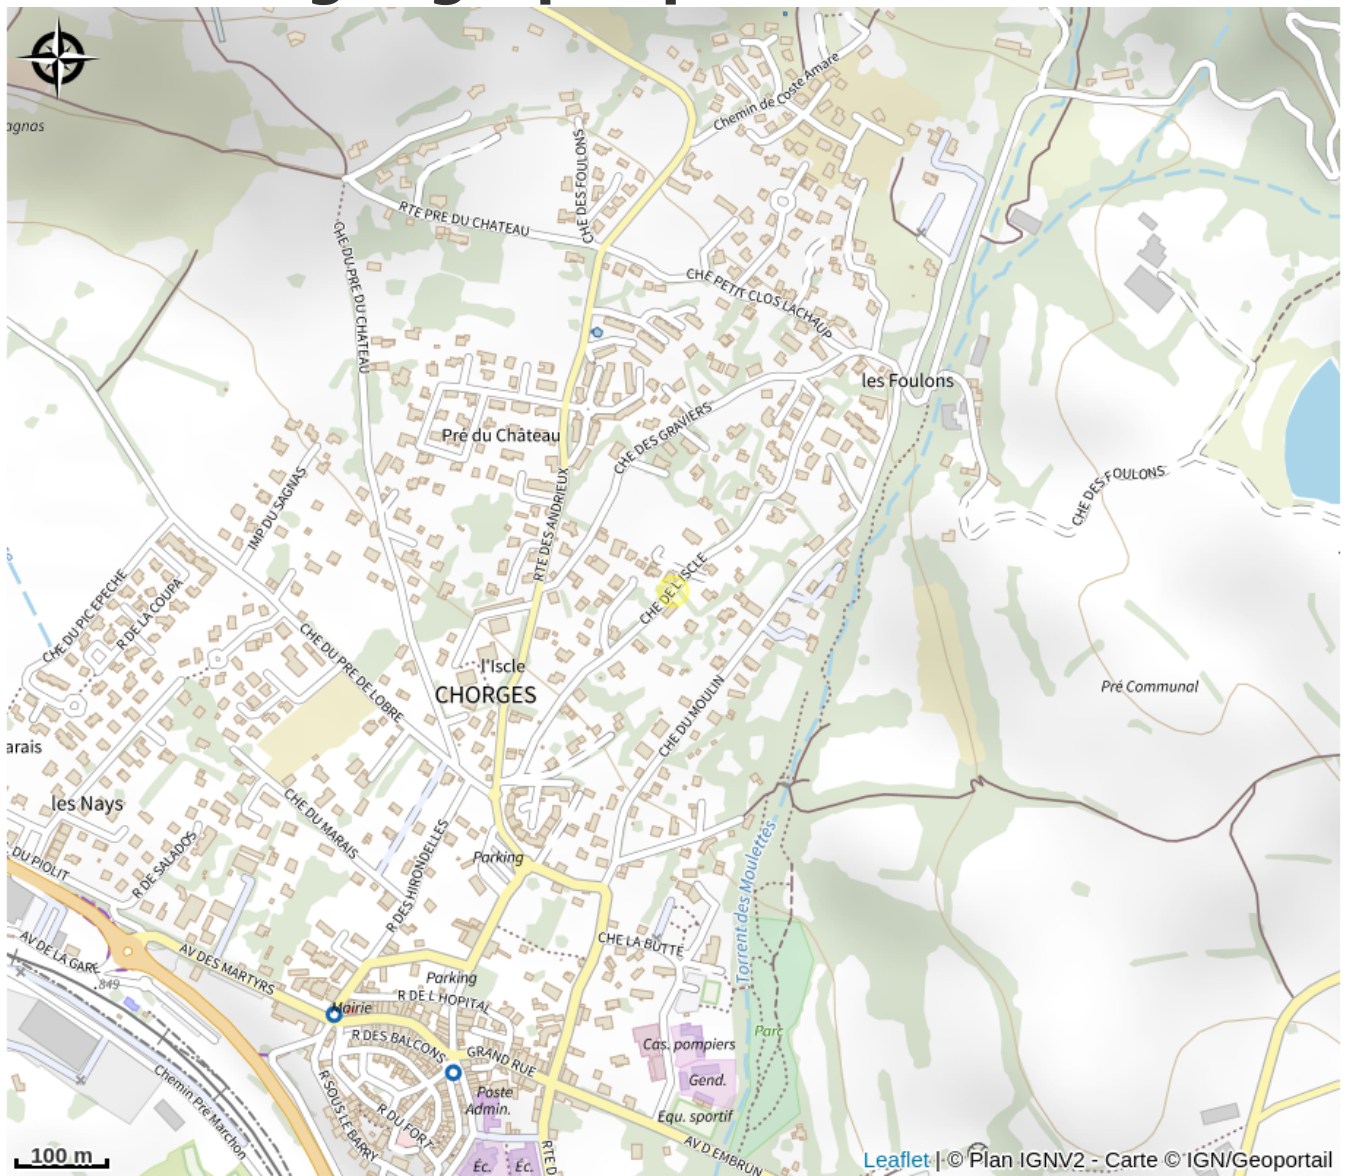 Chemin de Coste Amare
agnas
CHE DES FOULONS
RTE PRE DU CHATEAU
CHE DU PRE DU CHATEAU
CHE PETIT CLOS LACHAUP
les Foulons
Pré du Château
CHE DES GRAVIERS
IMP DU SAGNAS
RTE DES ANDRIEUX
CHE DES FOULONS
CHE DE L'ISCLE
CHE DU PIC EPECHE
R DE LA COUPA
CHE DU PRE DE LOBRE
l'Iscle
CHORGES
Pré Communal
CHE DU MOULIN
arais
les Nays
CHE DU MARAIS
R DES HIRONDELLES
Parking
DU PIOLIT
R DE SALADOS
Torrent des Moulettes
AV DE LA GARE
.849
AV DES MARTYRS
CHE LA BUTTE
Parking
R DE L HOPITAL
Mairie
R DES BALCONS
GRAND RUE
Cas. pompiers
Parc
Gend.
Chemin Pré Marchon
R SOUS LE BARRY
R DU FORT
Poste
Admin.
Equ. sportif
AV D EMBRUN
Éc.
Éc.
RTE D
100 m
Leaflet | © Plan IGNV2 - Carte © IGN/Geoportail